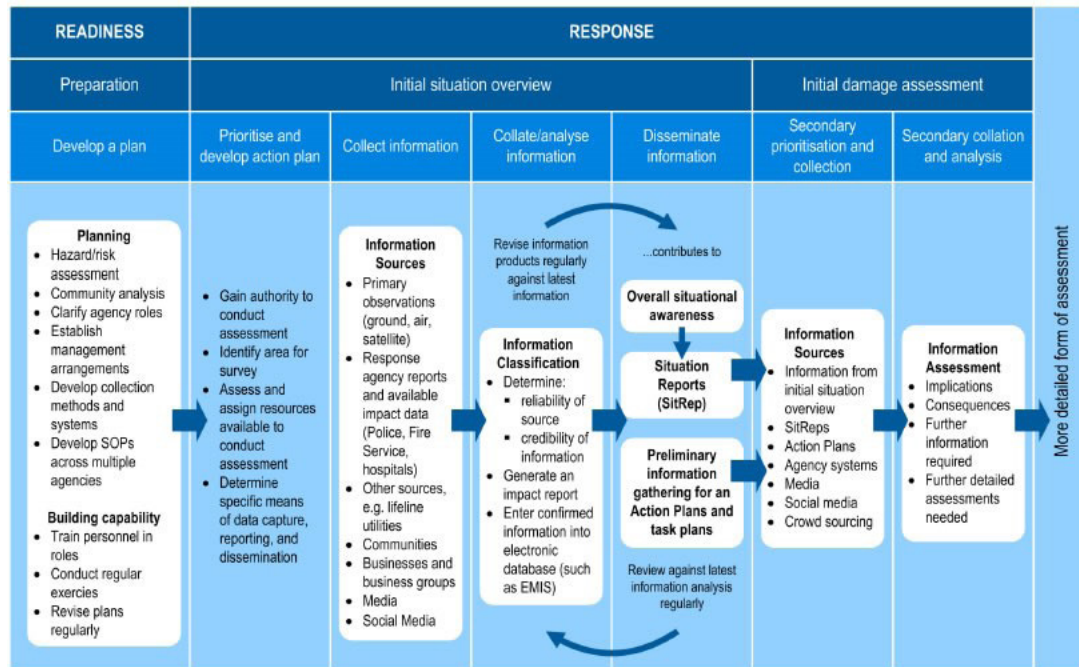 READINESS
RESPONSE
Preparation
Initial situation overview
Initial damage assessment
Develop a plan
Prioritise and
develop action plan
Collect information
Collate/analyse
information
Disseminate
information
Secondary
prioritisation and
collection
Secondary collation
and analysis
Planning
• Hazard/risk
assessment
• Community analysis
• Clarify agency roles
• Establish
management
arrangements
• Develop collection
methods and
systems
• Develop SOPs
across multiple
agencies
Building capability
• Train personnel in
roles
• Conduct regular
exercies
• Revise plans
regularly
• Gain authority to
conduct
assessment
• Identify area for
survey
• Assess and
assign resources
available to
conduct
assessment
• Determine
specific means
of data capture,
reporting, and
dissemination
Information
Sources
• Primary
observations
(ground, air,
satellite)
• Response
agency reports
and available
impact data
(Police, Fire
Service,
hospitals)
• Other sources,
e.g. lifeline
utilities
• Communities
• Businesses and
business groups
• Media
• Social Media
Revise information
products regularly
against latest
information
Information
Classification
• Determine:
▪ reliability of
source
▪ credibility of
information
• Generate an
impact report
• Enter confirmed
information into
electronic
database (such
as EMIS)
...contributes to
Overall situational
awareness
Situation
Reports
(SitRep)
Preliminary
information
gathering for an
Action Plans and
task plans
Review against latest
information analysis
regularly
Information
Sources
• Information from
initial situation
overview
• SitReps
• Action Plans
• Agency systems
• Media
• Social media
• Crowd sourcing
Information
Assessment
• Implications
• Consequences
• Further
information
required
• Further detailed
assessments
needed
More detailed form of assessment